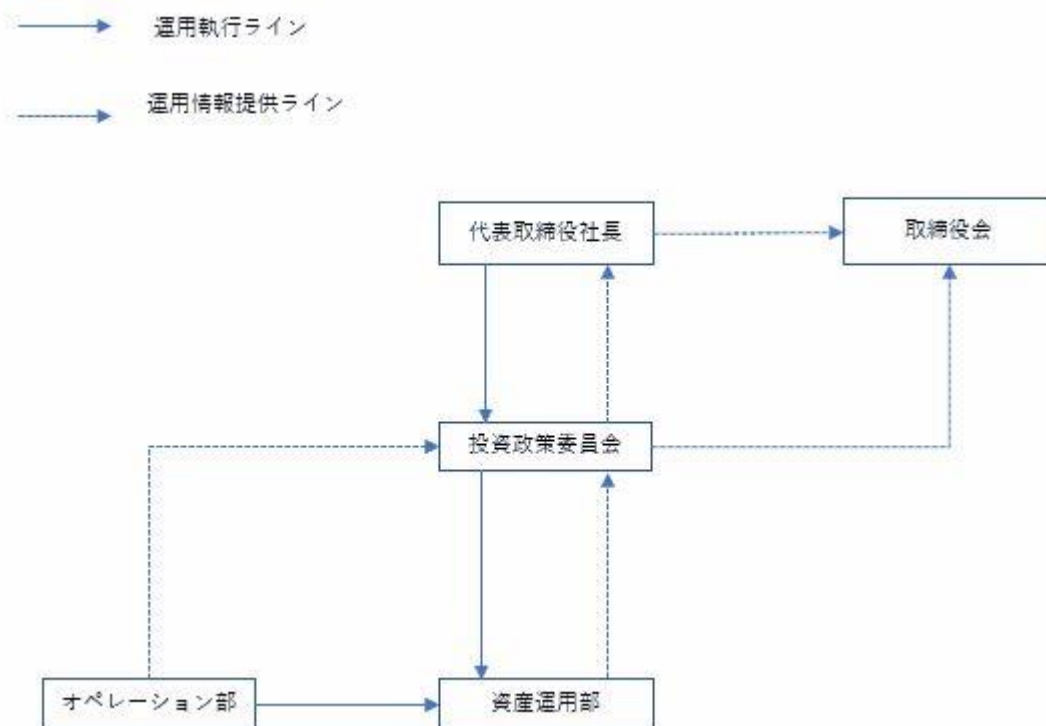 運用執行ライン
運用情報提供ライン
代表取締役社長
取締役会
投資政策委員会
オペレーション部
資産運用部